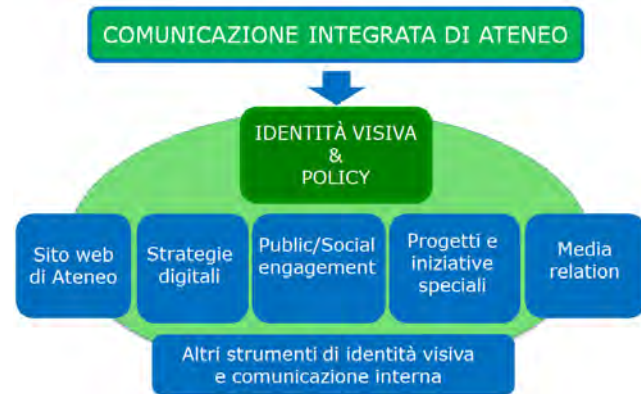 COMUNICAZIONE INTEGRATA DI ATENEO
IDENTITÀ VISIVA
&
POLICY
Sito web
di Ateneo
Strategie
digitali
Public/Social
engagement
Progetti e
iniziative
speciali
Media
relation
Altri strumenti di identità visiva
e comunicazione interna